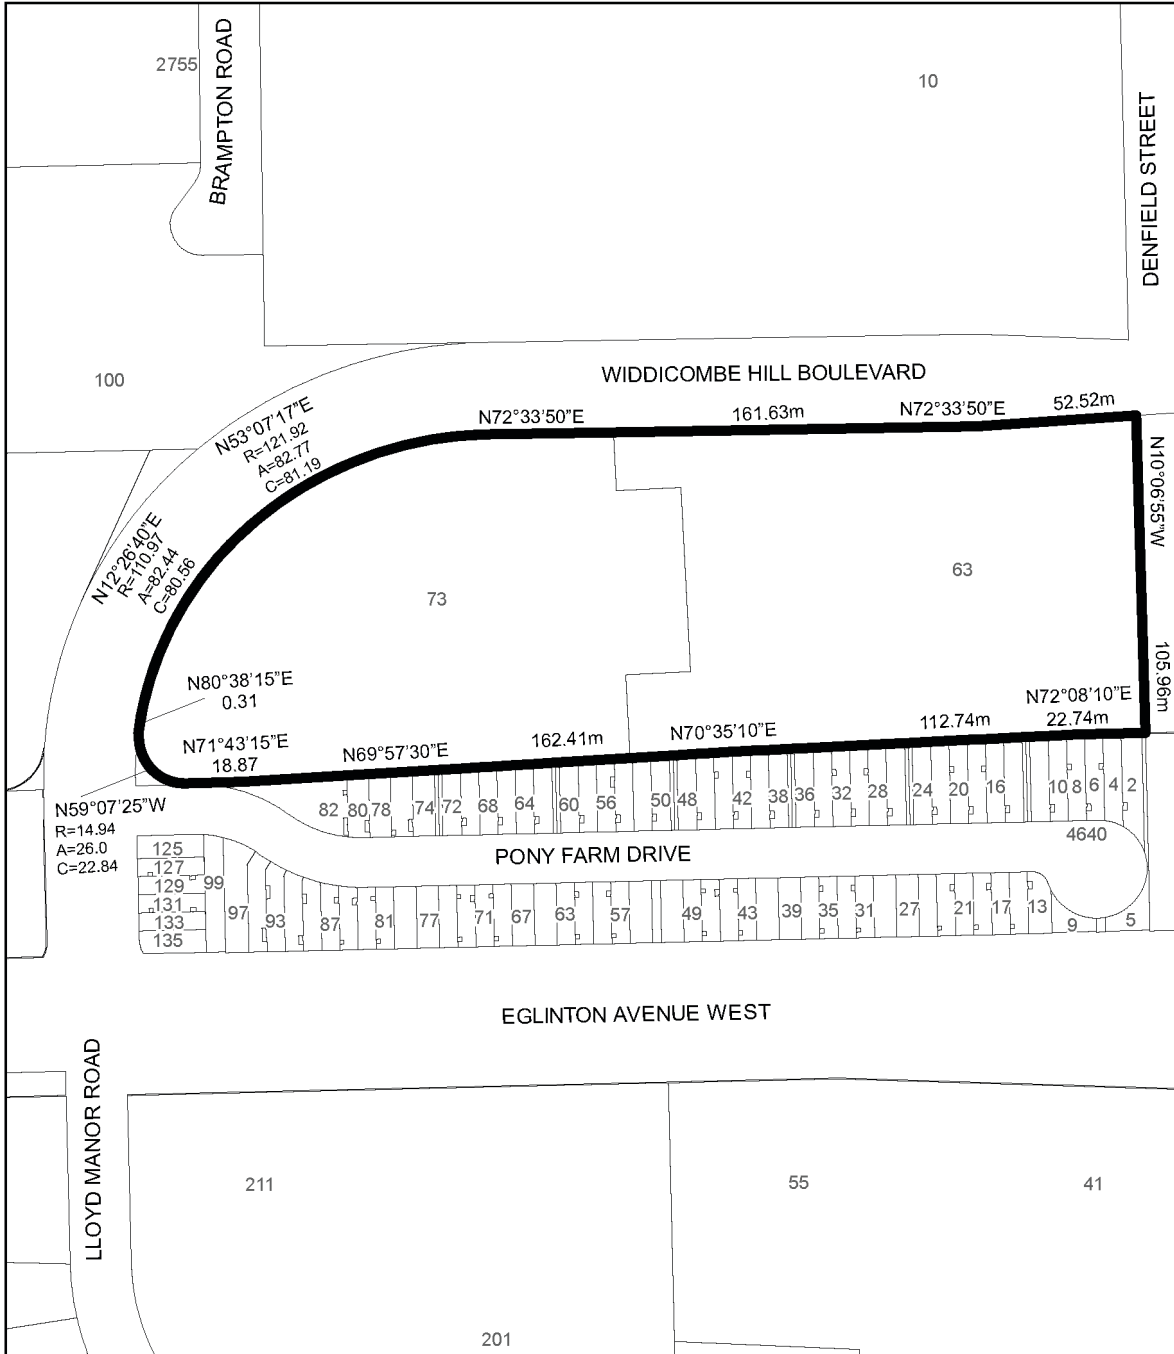 2755
BRAMPTON ROAD
10
DENFIELD STREET
100
WIDDICOMBE HILL BOULEVARD
N72°33'50"E
161.63m
N72°33'50"E
52.52m
N53°07'17"E
R=121.92
A=82.77
C=81.19
N10°06'55"W
105.96m
N12°26'40"E
R=110.97
A=82.44
C=80.56
73
63
N80°38'15"E
0.31
N71°43'15"E
18.87
N69°57'30"E
162.41m
N70°35'10"E
112.74m
N72°08'10"E
22.74m
N59°07'25"W
R=14.94
A=26.0
C=22.84
82 80 78 74 72 68 64 60 56 50 48 42 38 36 32 28 24 20 16 10 8 6 4 2
4640
PONY FARM DRIVE
125
127
129
131
133
135
99 97 93 87 81 77 71 67 63 57 49 43 39 35 31 27 21 17 13 9 5
EGLINTON AVENUE WEST
LLOYD MANOR ROAD
211
55
41
201